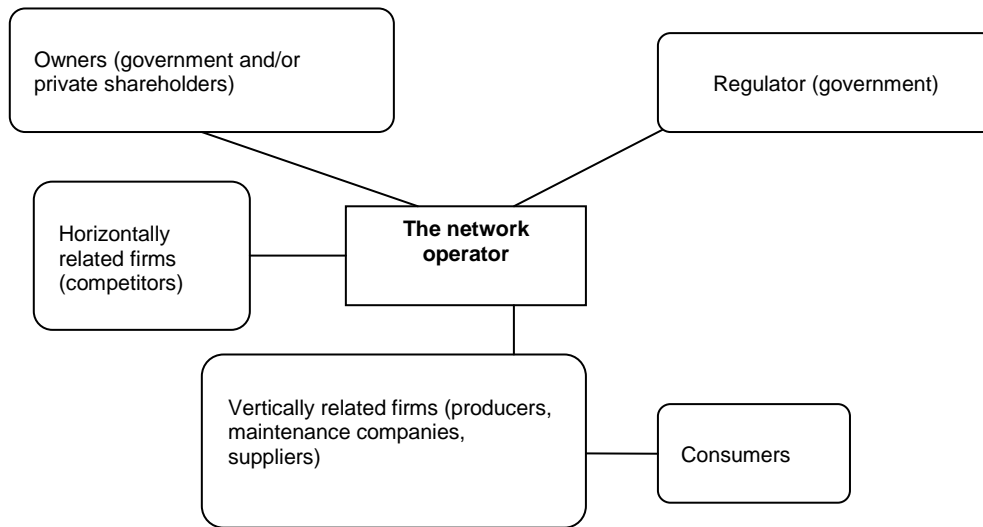 Owners (government and/or
private shareholders)
Regulator (government)
The network
operator
Horizontally
related firms
(competitors)
Vertically related firms (producers,
maintenance companies,
suppliers)
Consumers